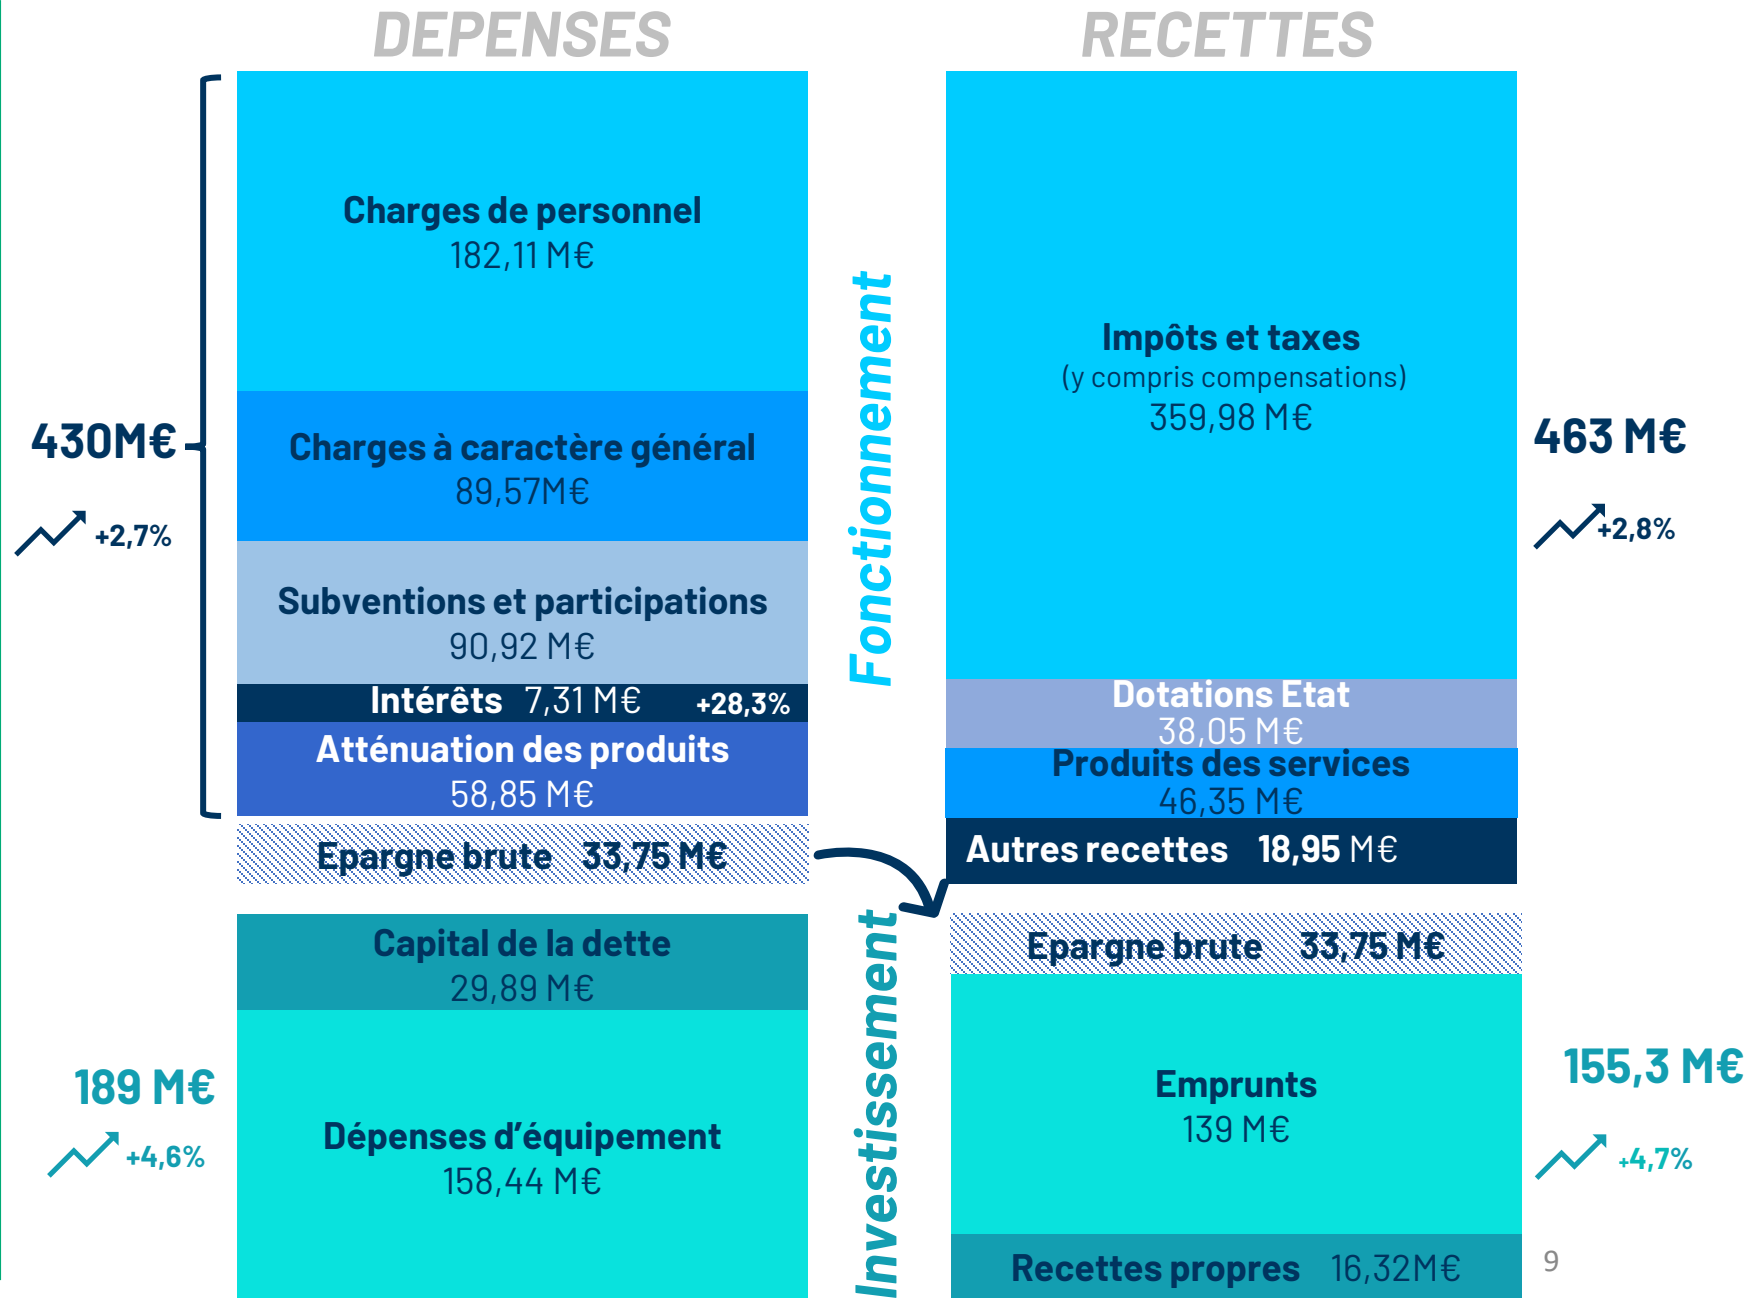 DEPENSES
RECETTES
Charges de personnel
182,11 M€
Charges à caractère général
89,57M€
Subventions et participations
90,92 M€
Intérêts 7,31 M€ +28,3%
Atténuation des produits
58,85 M€
Epargne brute 33,75 M€
430M€
+2,7%
Fonctionnement
Impôts et taxes
(y compris compensations)
359,98 M€
Dotations Etat
38,05 M€
Produits des services
46,35 M€
Autres recettes 18,95 M€
463 M€
+2,8%
Capital de la dette
29,89 M€
Dépenses d’équipement
158,44 M€
189 M€
+4,6%
Investissement
Epargne brute 33,75 M€
Emprunts
139 M€
Recettes propres 16,32M€
155,3 M€
+4,7%
9